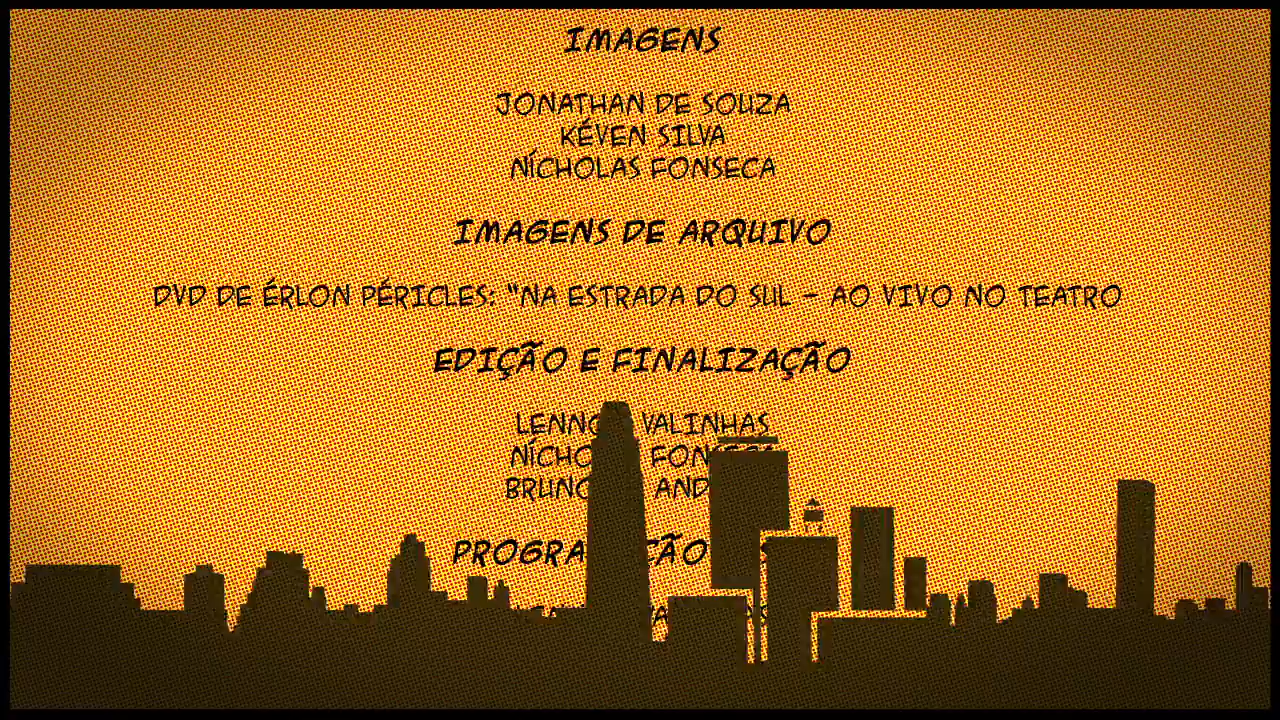 IMAGENS
JONATHAN DE SOUZA
KÉVEN SILVA
NÍCHOLAS FONSECA
IMAGENS DE ARQUIVO
DVD DE ÉRLON PÉRICLES: "NA ESTRADA DO SUL - AO VIVO NO TEATRO
EDIÇÃO E FINALIZAÇÃO
VALINHAS